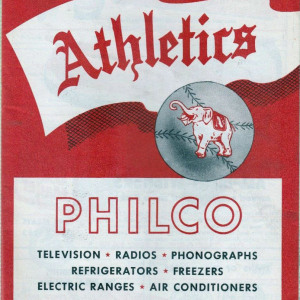 Athletics
PHILCO
TELEVISION ★ RADIOS ★ PHONOGRAPHS
REFRIGERATORS ★ FREEZERS
ELECTRIC RANGES ★ AIR CONDITIONERS